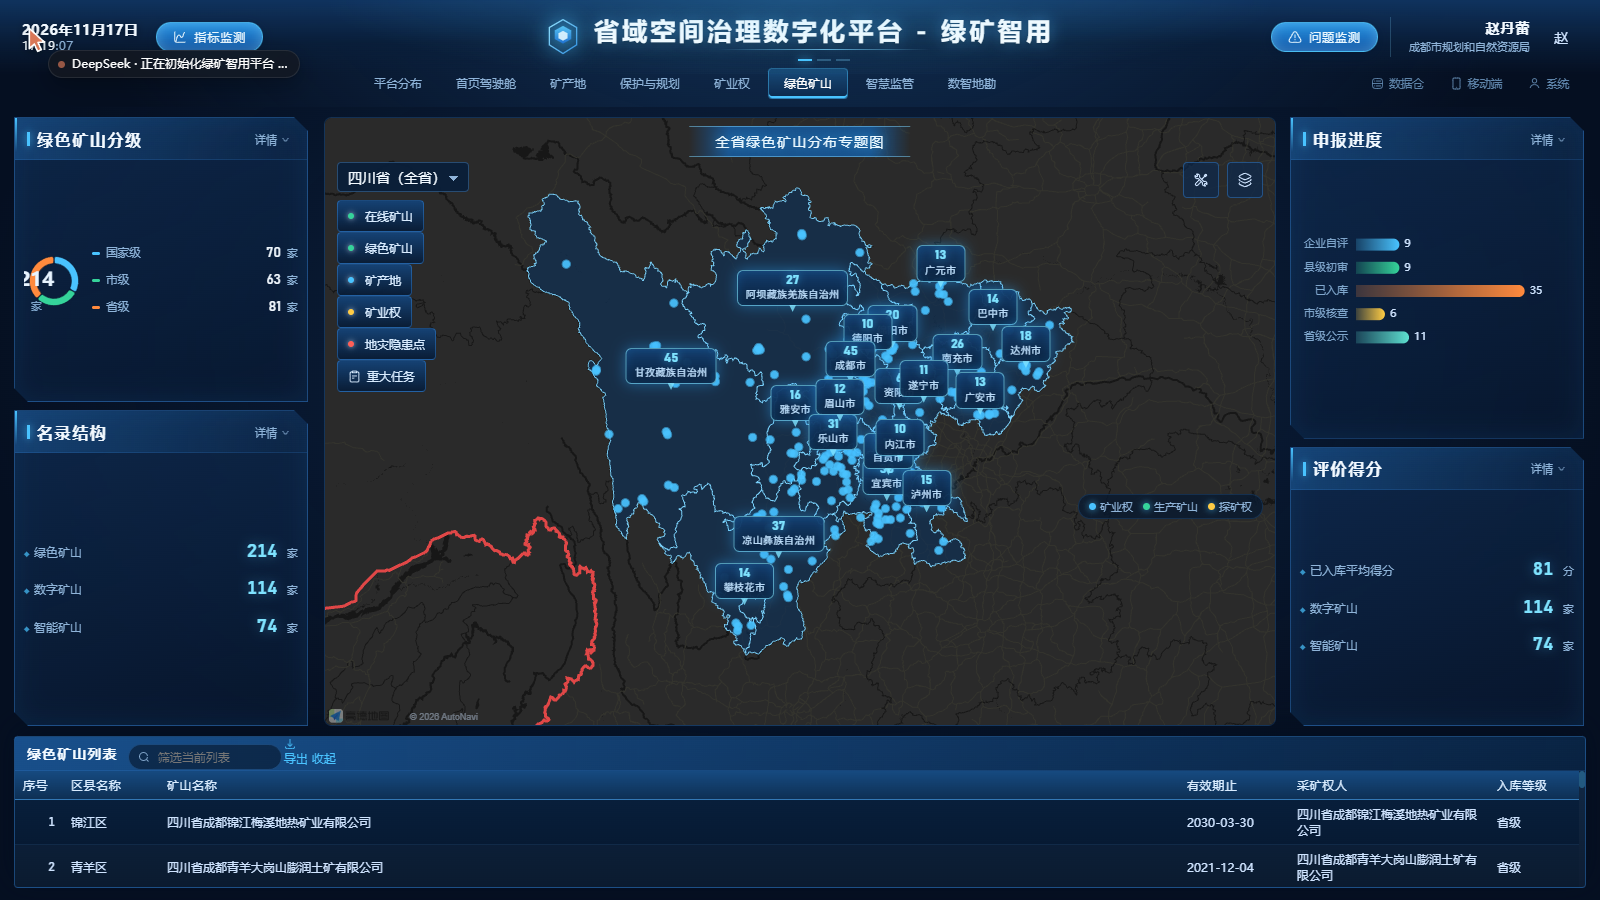 2026年11月17日
:19:07
指标监测
DeepSeek · 正在初始化绿矿智用平台 ...
省域空间治理数字化平台 - 绿矿智用
问题监测
赵丹蕾
成都市规划和自然资源局
赵
平台分布
首页驾驶舱
矿产地
保护与规划
矿业权
绿色矿山
智慧监管
数智地勘
数据仓
移动端
系统
绿色矿山分级
详情
214
家
国家级 70 家
市级 63 家
省级 81 家
名录结构
详情
绿色矿山 214 家
数字矿山 114 家
智能矿山 74 家
全省绿色矿山分布专题图
四川省（全省）
在线矿山
绿色矿山
矿产地
矿业权
地灾隐患点
重大任务
13
广元市
27
阿坝藏族羌族自治州
14
巴中市
20
阳市
10
德阳市
18
达州市
26
南充市
45
成都市
45
甘孜藏族自治州
11
遂宁市
资阳
13
广安市
12
眉山市
16
雅安市
31
乐山市
10
内江市
自贡市
宜宾市
15
泸州市
37
凉山彝族自治州
14
攀枝花市
矿业权
生产矿山
探矿权
高德地图
© 2026 AutoNavi
申报进度
详情
企业自评 9
县级初审 9
已入库 35
市级核查 6
省级公示 11
评价得分
详情
已入库平均得分 81 分
数字矿山 114 家
智能矿山 74 家
绿色矿山列表
筛选当前列表
导出 收起
序号 区县名称 矿山名称 有效期止 采矿权人 入库等级
1 锦江区 四川省成都锦江梅溪地热矿业有限公司 2030-03-30 四川省成都锦江梅溪地热矿业有限公司 省级
2 青羊区 四川省成都青羊大岗山膨润土矿有限公司 2021-12-04 四川省成都青羊大岗山膨润土矿有限公司 省级